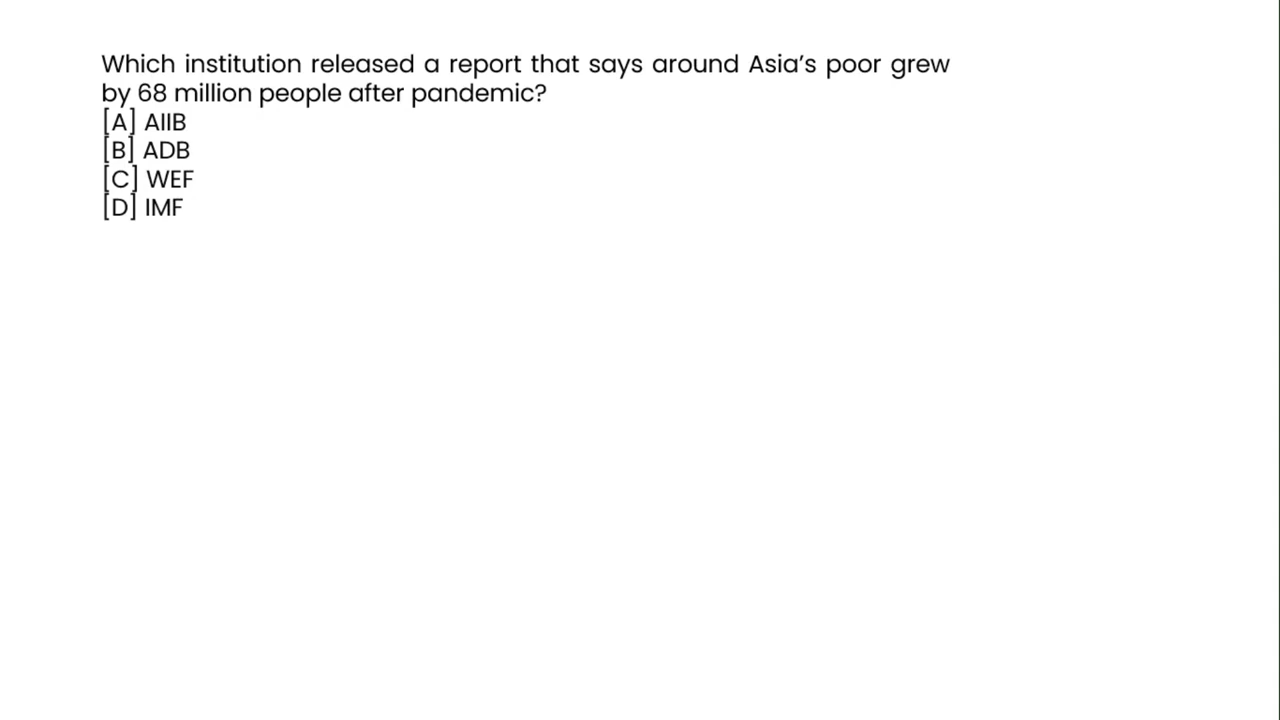 Which institution released a report that says around Asia’s poor grew
by 68 million people after pandemic?
[A] AIIB
[B] ADB
[C] WEF
[D] IMF